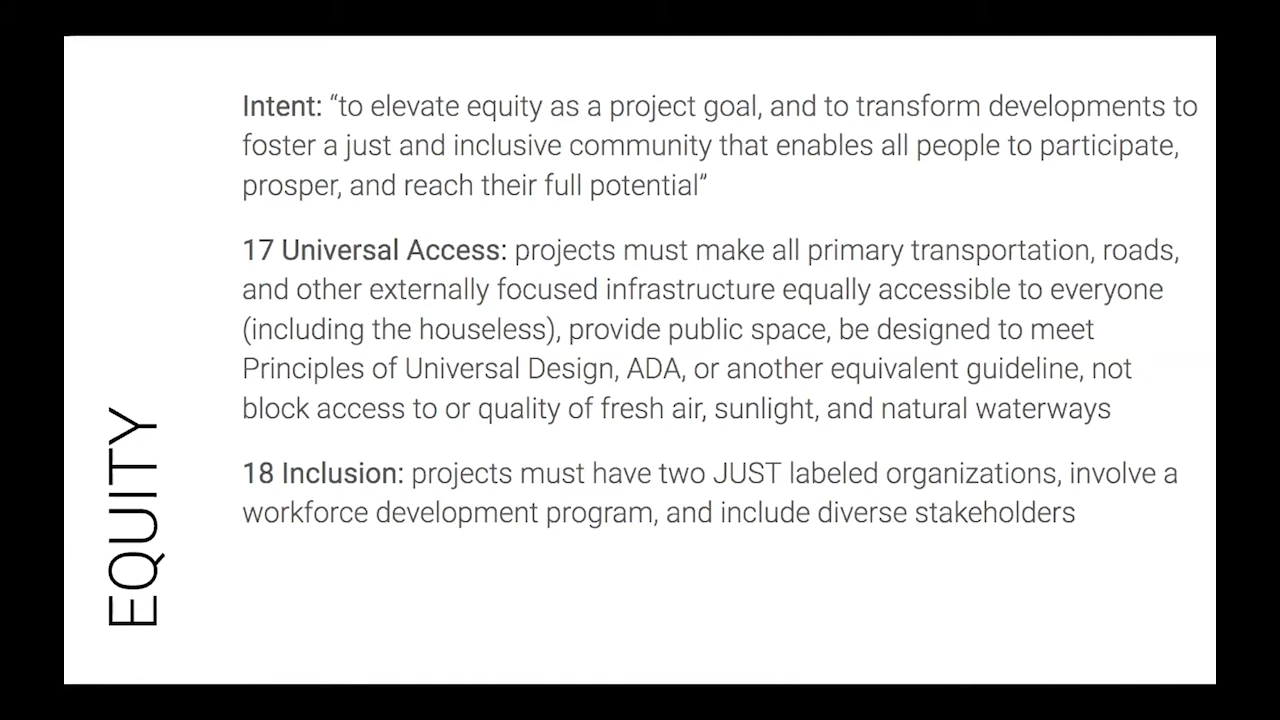 Intent: “to elevate equity as a project goal, and to transform developments to
foster a just and inclusive community that enables all people to participate,
prosper, and reach their full potential”
17 Universal Access: projects must make all primary transportation, roads,
and other externally focused infrastructure equally accessible to everyone
(including the houseless), provide public space, be designed to meet
Principles of Universal Design, ADA, or another equivalent guideline, not
block access to or quality of fresh air, sunlight, and natural waterways
18 Inclusion: projects must have two JUST labeled organizations, involve a
workforce development program, and include diverse stakeholders
EQUITY